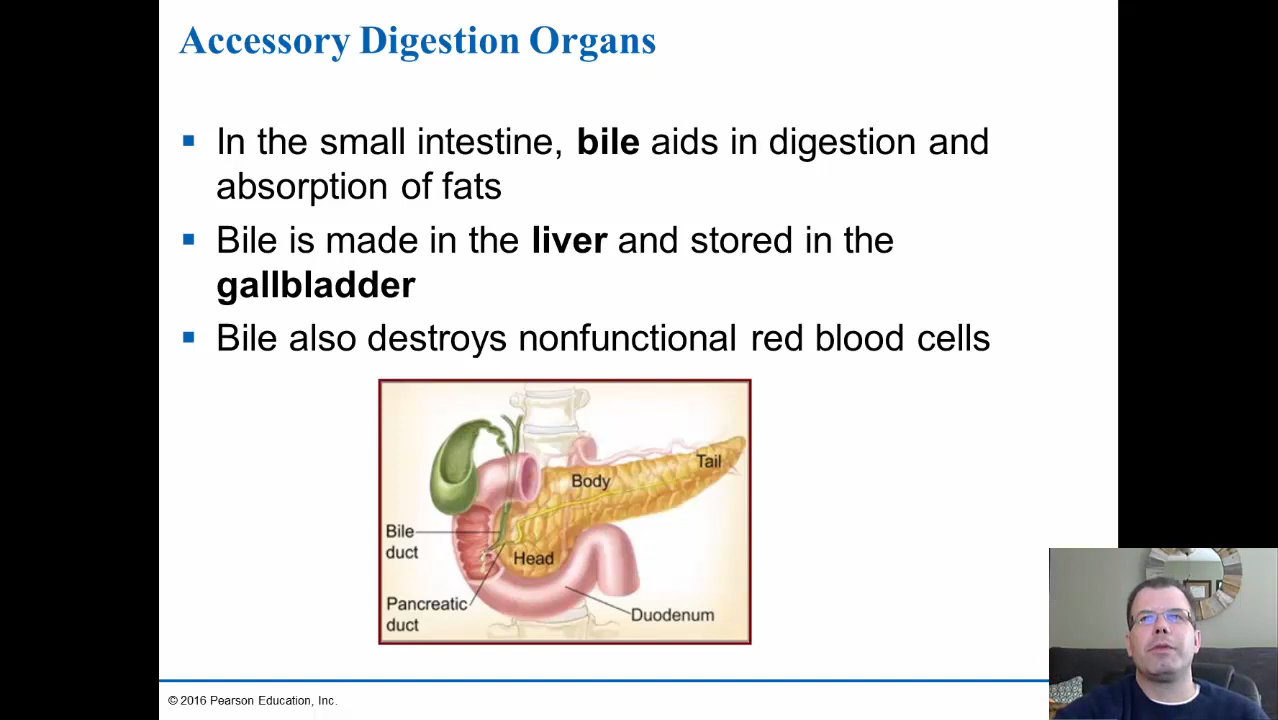 Accessory Digestion Organs
In the small intestine, bile aids in digestion and
absorption of fats
Bile is made in the liver and stored in the
gallbladder
Bile also destroys nonfunctional red blood cells
Tail
Body
Bile
duct
Head
Pancreatic
duct
Duodenum
© 2016 Pearson Education, Inc.